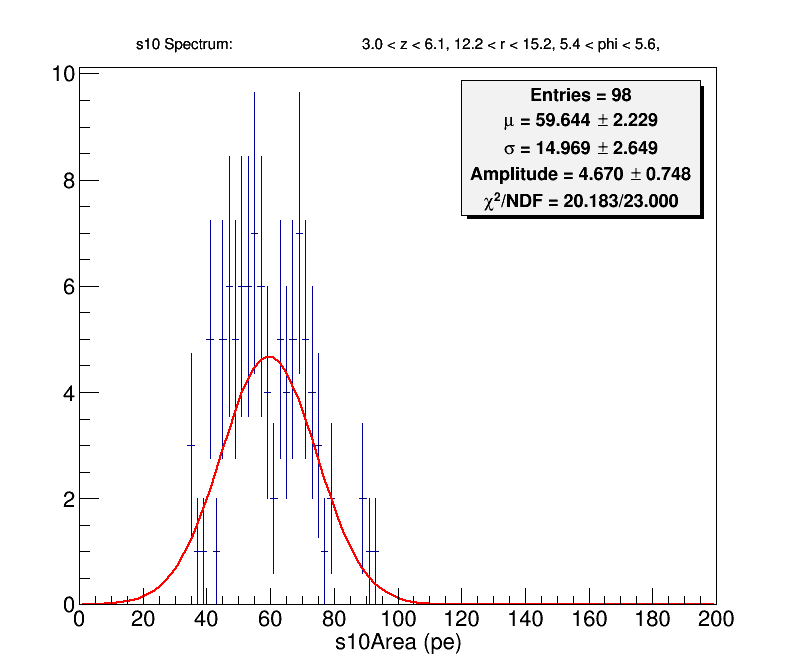 s10 Spectrum: 3.0 < z < 6.1, 12.2 < r < 15.2, 5.4 < phi < 5.6,
Entries = 98
μ = 59.644 ± 2.229
σ = 14.969 ± 2.649
Amplitude = 4.670 ± 0.748
χ²/NDF = 20.183/23.000
10
8
6
4
2
0
0 20 40 60 80 100 120 140 160 180 200
s10Area (pe)